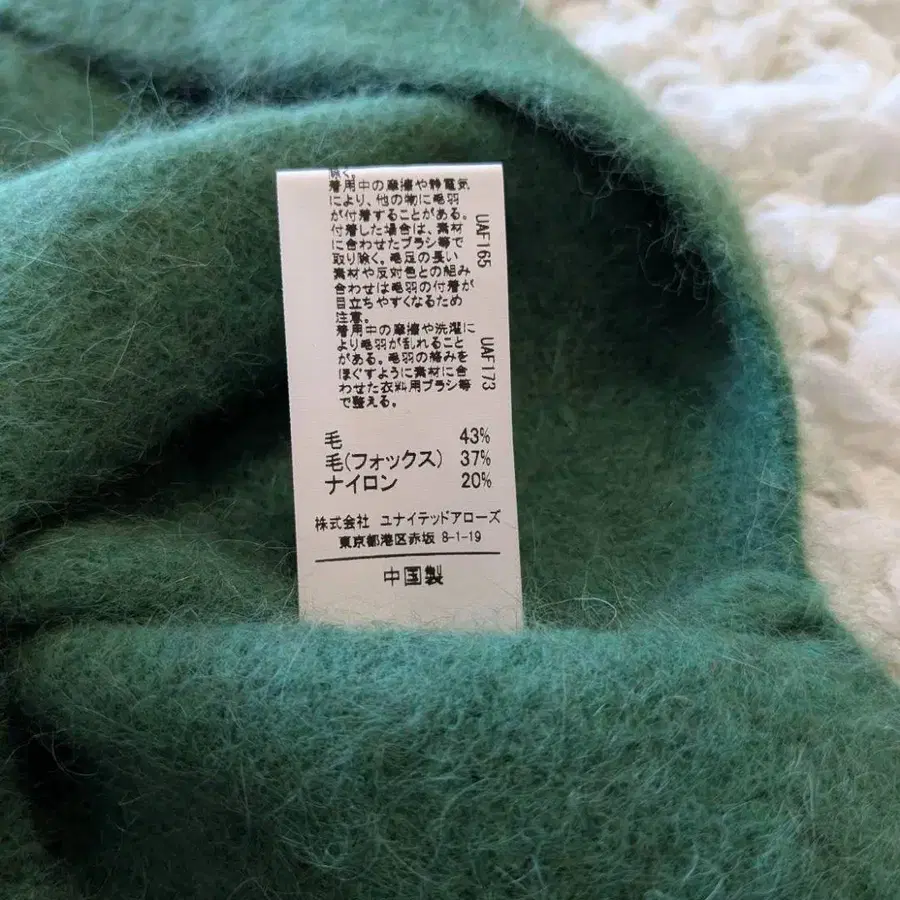 除く。
着用中の摩擦や静電気
により、他の物に毛羽
が付着することがある。
付着した場合は、素材
に合わせたブラシ等で
取り除く。毛足の長い
素材や反対色との組み
合わせは毛羽の付着が
目立ちやすくなるため
注意。
UAF165
着用中の摩擦や洗濯に
より毛羽が乱れること
がある。毛羽の絡みを
ほぐすように素材に合
わせた衣料用ブラシ等
で整える。
UAF173
毛 43%
毛(フォックス) 37%
ナイロン 20%
株式会社 ユナイテッドアローズ
東京都港区赤坂 8-1-19
中国製